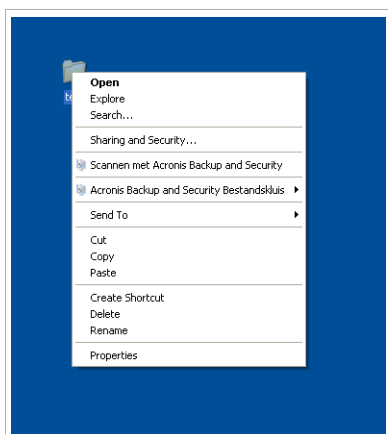 Open
Explore
Search...
Sharing and Security...
Scannen met Acronis Backup and Security
Acronis Backup and Security Bestandskluis
Send To
Cut
Copy
Paste
Create Shortcut
Delete
Rename
Properties